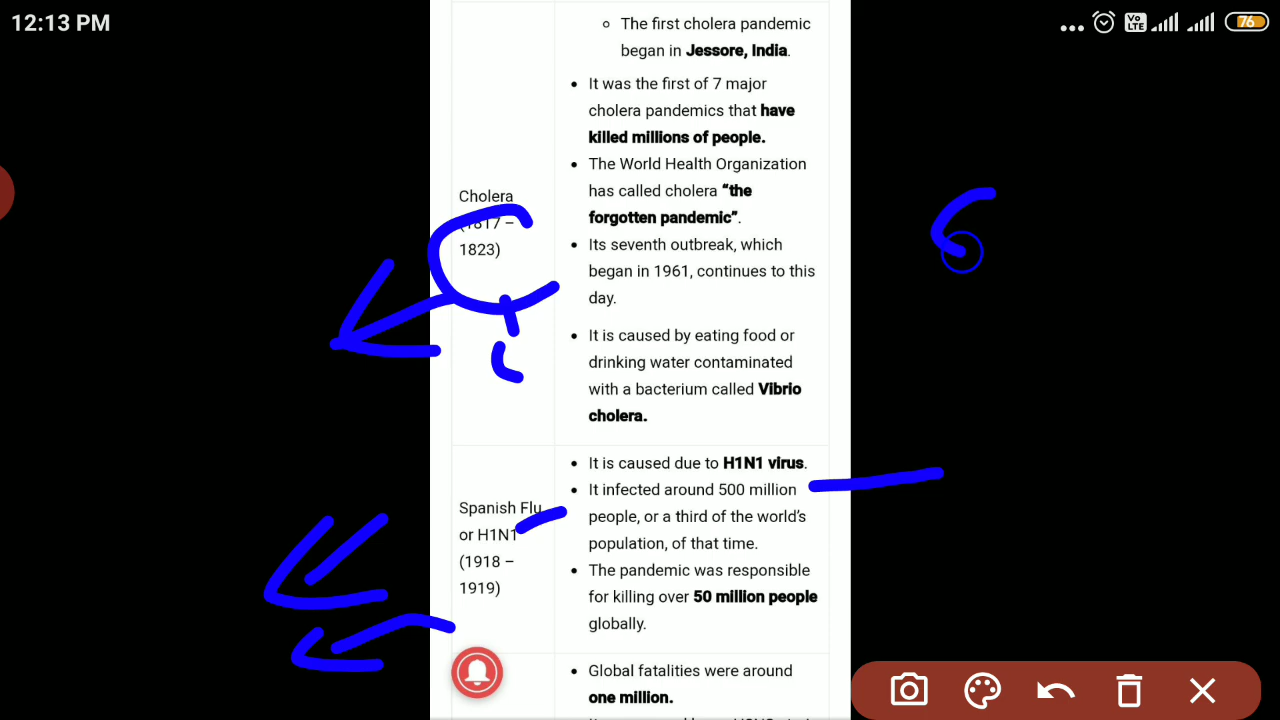 12:13 PM
Vo LTE
76
The first cholera pandemic
began in Jessore, India.
It was the first of 7 major
cholera pandemics that have
killed millions of people.
The World Health Organization
has called cholera “the
forgotten pandemic”.
Its seventh outbreak, which
began in 1961, continues to this
day.
It is caused by eating food or
drinking water contaminated
with a bacterium called Vibrio
cholera.
Cholera
(1817 –
1823)
It is caused due to H1N1 virus.
It infected around 500 million
people, or a third of the world’s
population, of that time.
The pandemic was responsible
for killing over 50 million people
globally.
Spanish Flu
or H1N1
(1918 –
1919)
Global fatalities were around
one million.